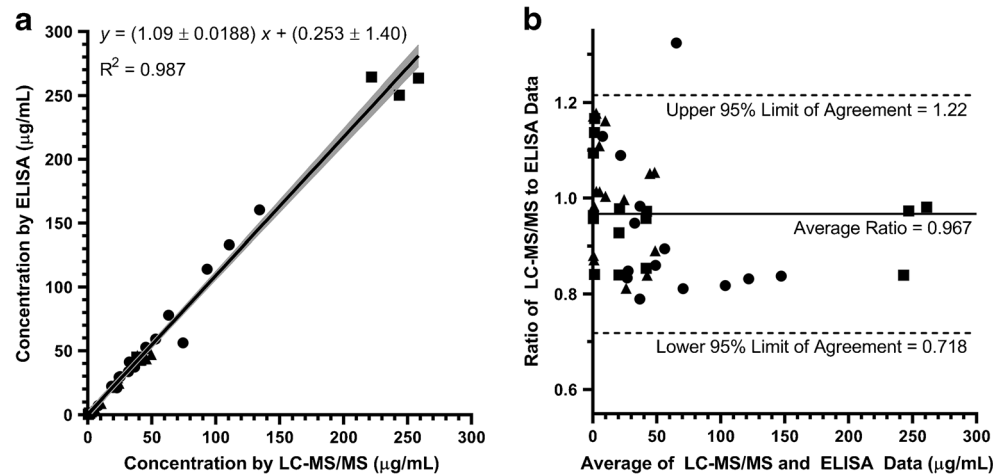 a
y = (1.09 ± 0.0188) x + (0.253 ± 1.40)
R² = 0.987
300
250
200
150
100
50
0
0 50 100 150 200 250 300
Concentration by ELISA (μg/mL)
Concentration by LC-MS/MS (μg/mL)
b
1.2
1.0
0.8
0.6
Upper 95% Limit of Agreement = 1.22
Average Ratio = 0.967
Lower 95% Limit of Agreement = 0.718
0 50 100 150 200 250 300
Ratio of LC-MS/MS to ELISA Data
Average of LC-MS/MS and ELISA Data (μg/mL)